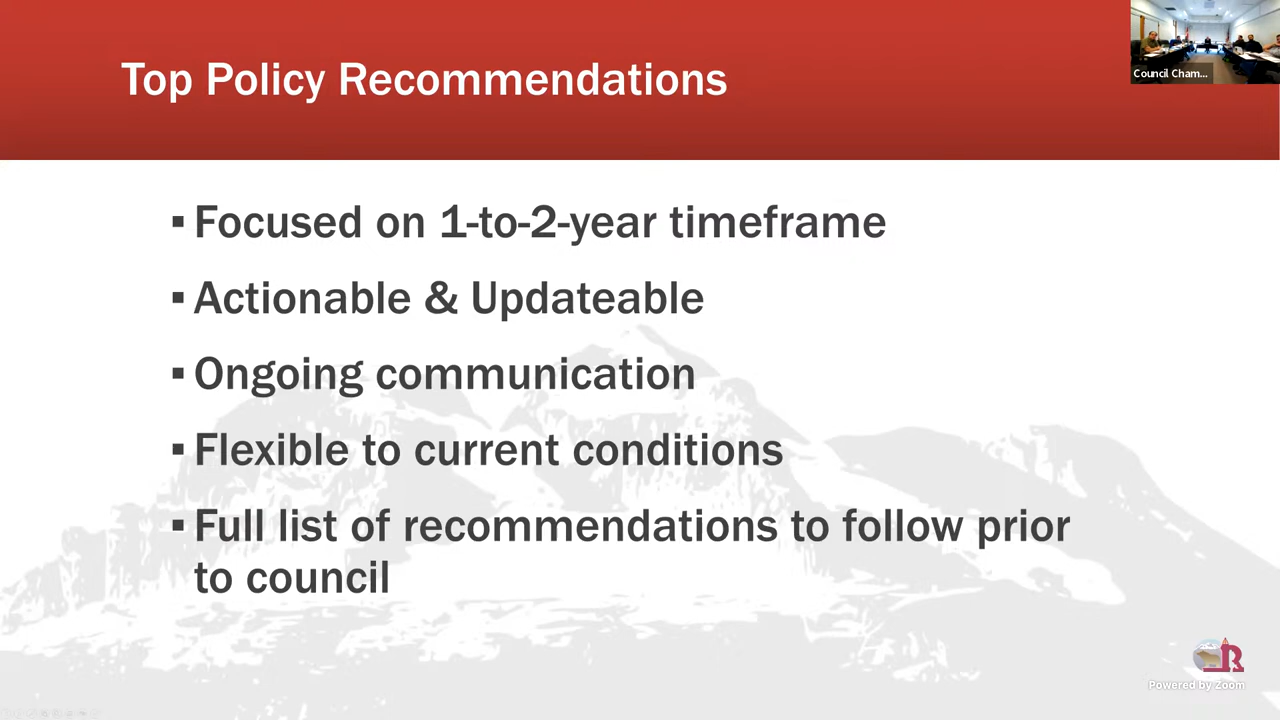 Top Policy Recommendations
Council Cham...
▪ Focused on 1-to-2-year timeframe
▪ Actionable & Updateable
▪ Ongoing communication
▪ Flexible to current conditions
▪ Full list of recommendations to follow prior
to council
R
Powered by Zoom